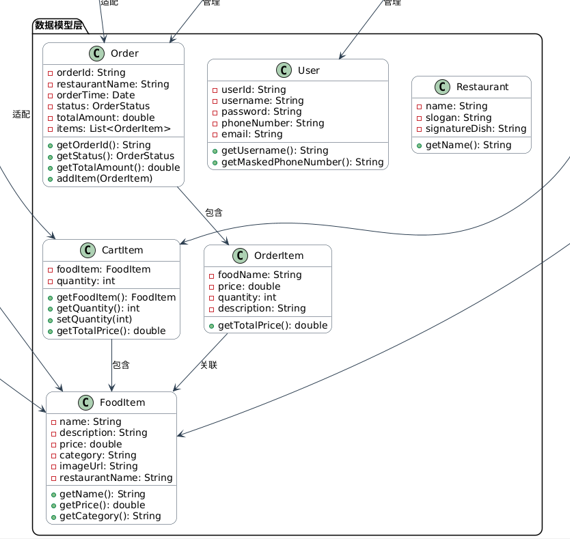 适配
管理
管理
数据模型层
C Order
orderId: String
restaurantName: String
orderTime: Date
status: OrderStatus
totalAmount: double
items: List<OrderItem>
getOrderId(): String
getStatus(): OrderStatus
getTotalAmount(): double
addItem(OrderItem)
C User
userId: String
username: String
password: String
phoneNumber: String
email: String
getUsername(): String
getMaskedPhoneNumber(): String
C Restaurant
name: String
slogan: String
signatureDish: String
getName(): String
适配
包含
C CartItem
foodItem: FoodItem
quantity: int
getFoodItem(): FoodItem
getQuantity(): int
setQuantity(int)
getTotalPrice(): double
C OrderItem
foodName: String
price: double
quantity: int
description: String
getTotalPrice(): double
包含
关联
C FoodItem
name: String
description: String
price: double
category: String
imageUrl: String
restaurantName: String
getName(): String
getPrice(): double
getCategory(): String